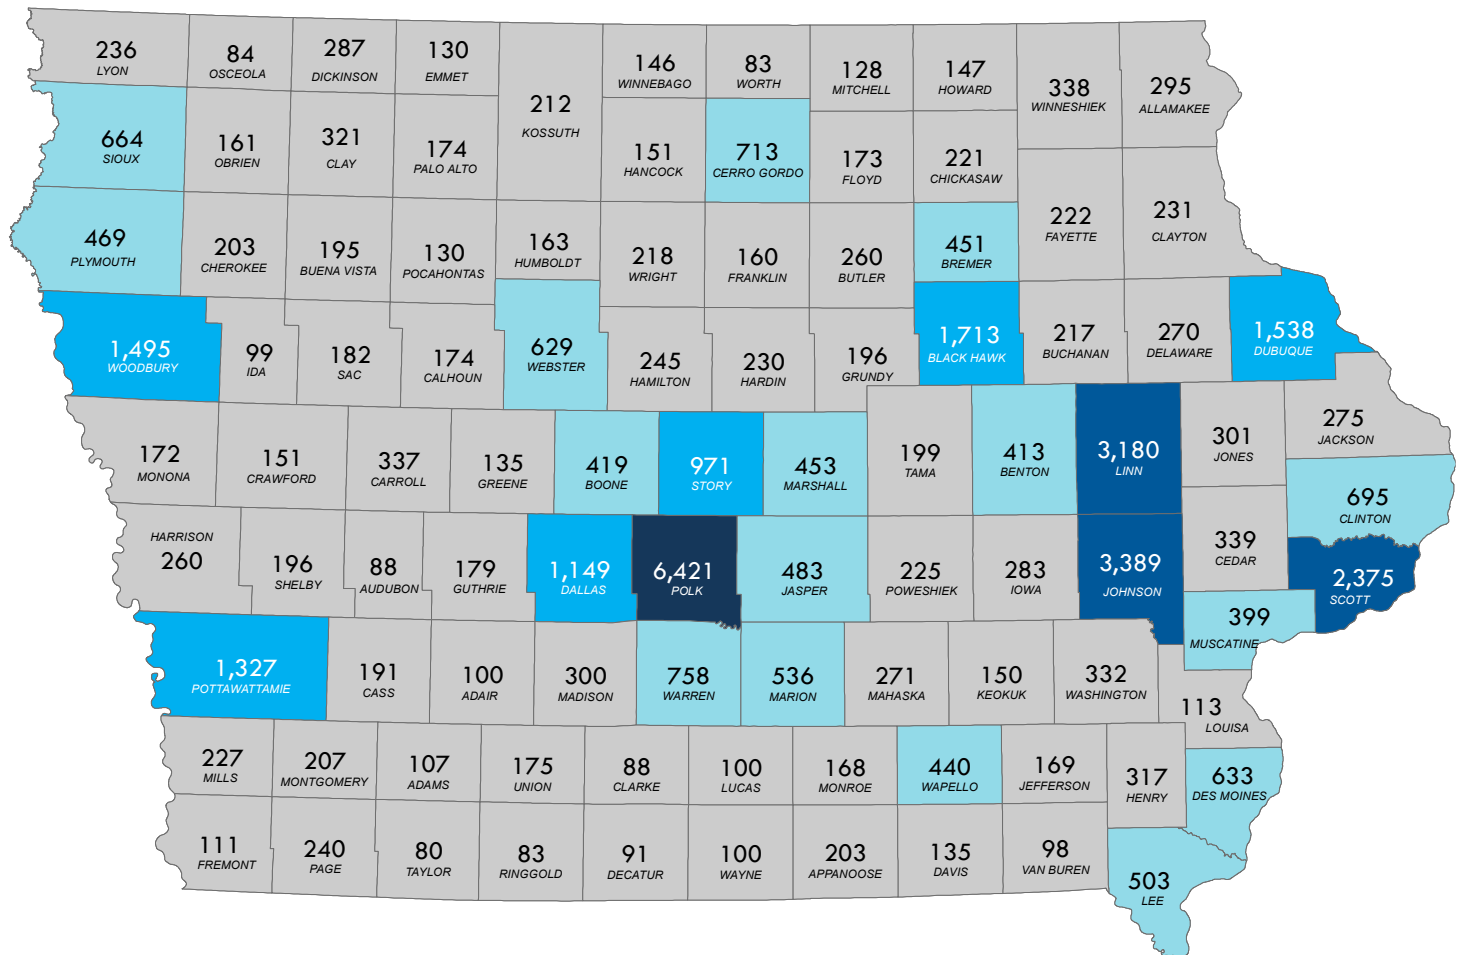 236
LYON
84
OSCEOLA
287
DICKINSON
130
EMMET
212
KOSSUTH
146
WINNEBAGO
83
WORTH
128
MITCHELL
147
HOWARD
338
WINNESHIEK
295
ALLAMAKEE
664
SIOUX
161
OBRIEN
321
CLAY
174
PALO ALTO
151
HANCOCK
713
CERRO GORDO
173
FLOYD
221
CHICKASAW
469
PLYMOUTH
203
CHEROKEE
195
BUENA VISTA
130
POCAHONTAS
163
HUMBOLDT
218
WRIGHT
160
FRANKLIN
260
BUTLER
451
BREMER
222
FAYETTE
231
CLAYTON
1,495
WOODBURY
99
IDA
182
SAC
174
CALHOUN
629
WEBSTER
245
HAMILTON
230
HARDIN
196
GRUNDY
1,713
BLACK HAWK
217
BUCHANAN
270
DELAWARE
1,538
DUBUQUE
172
MONONA
151
CRAWFORD
337
CARROLL
135
GREENE
419
BOONE
971
STORY
453
MARSHALL
199
TAMA
413
BENTON
3,180
LINN
301
JONES
275
JACKSON
695
CLINTON
HARRISON
260
196
SHELBY
88
AUDUBON
179
GUTHRIE
1,149
DALLAS
6,421
POLK
483
JASPER
225
POWESHIEK
283
IOWA
3,389
JOHNSON
339
CEDAR
2,375
SCOTT
399
MUSCATINE
1,327
POTTAWATTAMIE
191
CASS
100
ADAIR
300
MADISON
758
WARREN
536
MARION
271
MAHASKA
150
KEOKUK
332
WASHINGTON
113
LOUISA
227
MILLS
207
MONTGOMERY
107
ADAMS
175
UNION
88
CLARKE
100
LUCAS
168
MONROE
440
WAPELLO
169
JEFFERSON
317
HENRY
633
DES MOINES
111
FREMONT
240
PAGE
80
TAYLOR
83
RINGGOLD
91
DECATUR
100
WAYNE
203
APPANOOSE
135
DAVIS
98
VAN BUREN
503
LEE